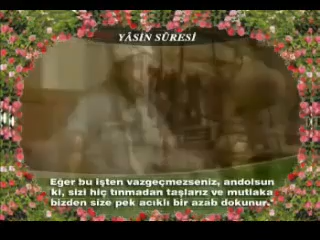 YÂSİN SÛRESİ
Eğer bu işten vazgeçmezseniz, andolsun
ki, sizi hiç tınmadan taşlarız ve mutlaka
bizden size pek acıklı bir azab dokunur."